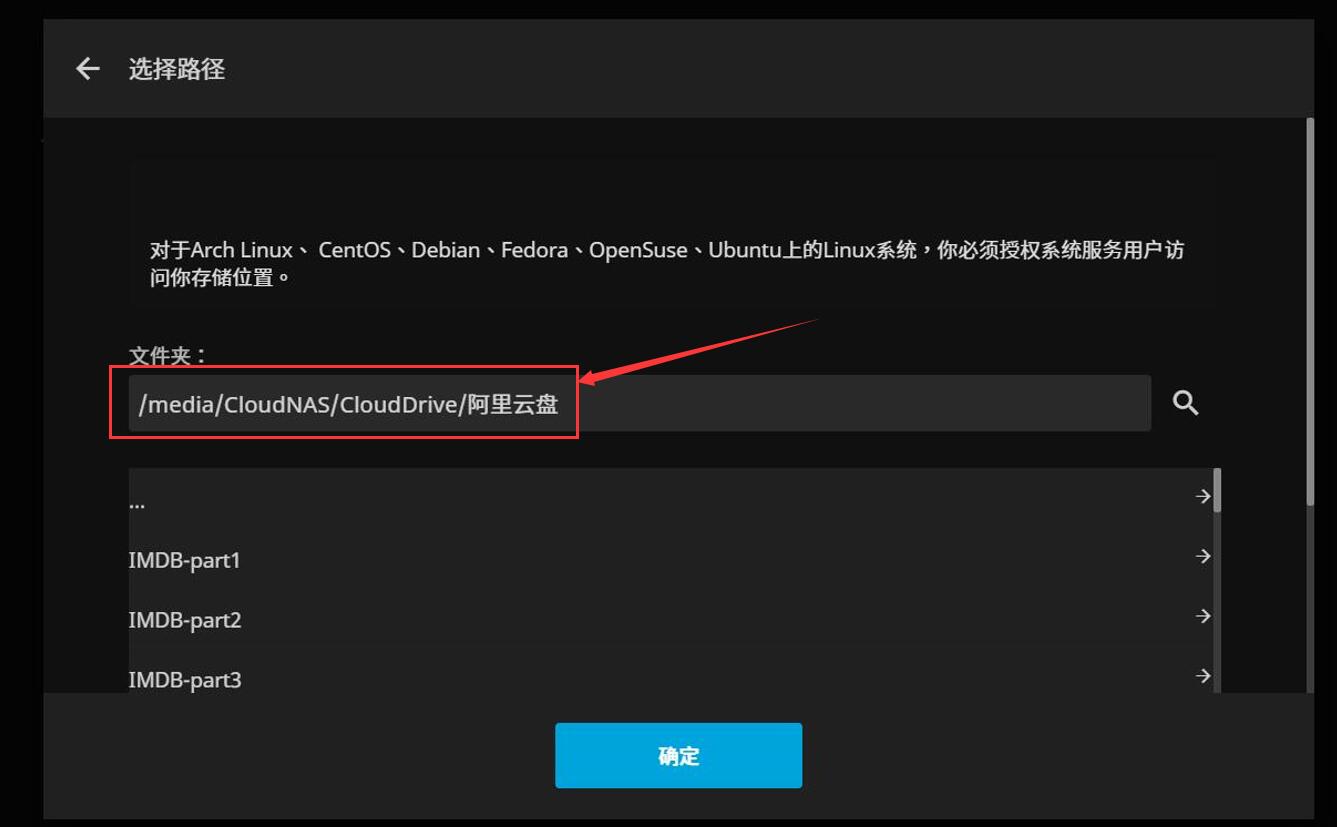 选择路径
对于Arch Linux、 CentOS、Debian、Fedora、OpenSuse、Ubuntu上的Linux系统，你必须授权系统服务用户访
问你存储位置。
文件夹：
/media/CloudNAS/CloudDrive/阿里云盘
...
IMDB-part1
IMDB-part2
IMDB-part3
确定